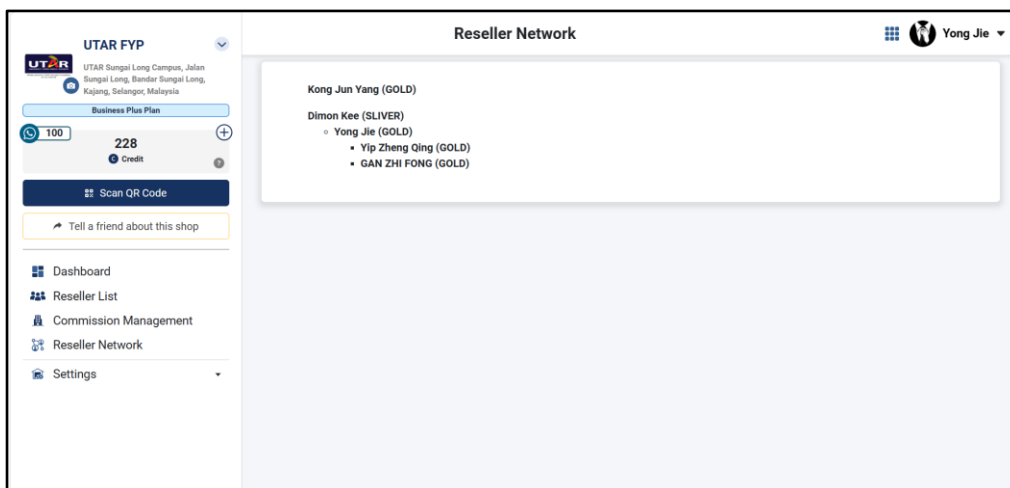 UTAR FYP
UTAR
UTAR Sungai Long Campus, Jalan
Sungai Long, Bandar Sungai Long,
Kajang, Selangor, Malaysia
Business Plus Plan
100
228
C Credit
?
Scan QR Code
Tell a friend about this shop
Dashboard
Reseller List
Commission Management
Reseller Network
Settings
Reseller Network
Yong Jie
Kong Jun Yang (GOLD)
Dimon Kee (SLIVER)
Yong Jie (GOLD)
Yip Zheng Qing (GOLD)
GAN ZHI FONG (GOLD)